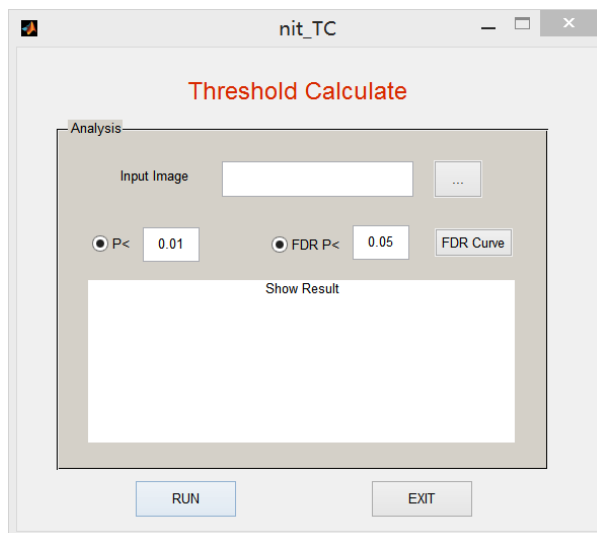 nit_TC
Threshold Calculate
Analysis
Input Image ...
P< 0.01 FDR P< 0.05 FDR Curve
Show Result
RUN EXIT